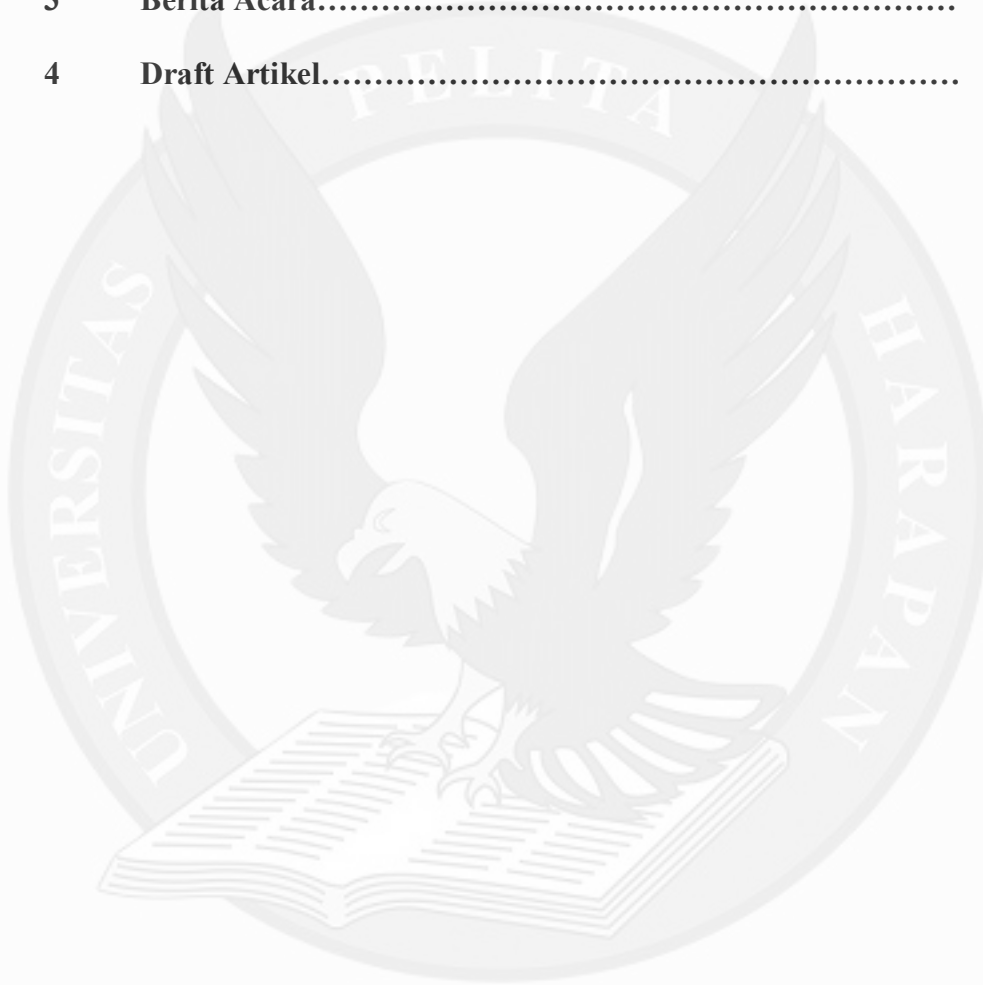 3 Berita Acara……………………………………………………
4 Draft Artikel……………………………………………………
UNIVERSITAS PELITA HARAPAN